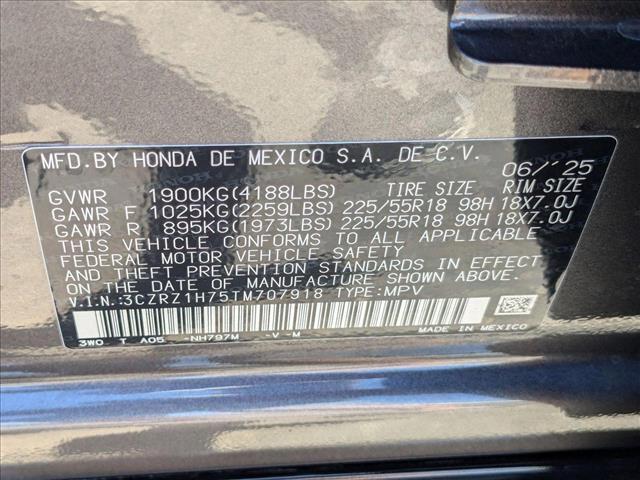 MFD.BY HONDA DE MEXICO S.A. DE C.V. 06/'25
GVWR 1900KG(4188LBS) TIRE SIZE RIM SIZE
GAWR F 1025KG(2259LBS) 225/55R18 98H 18X7.0J
GAWR R 895KG(1973LBS) 225/55R18 98H 18X7.0J
THIS VEHICLE CONFORMS TO ALL APPLICABLE
FEDERAL MOTOR VEHICLE SAFETY
AND THEFT PREVENTION STANDARDS IN EFFECT
ON THE DATE OF MANUFACTURE SHOWN ABOVE.
V.I.N.:3CZRZ1H75TM707918 TYPE:MPV
MADE IN MEXICO
3W0 T A05 -NH797M -V -M